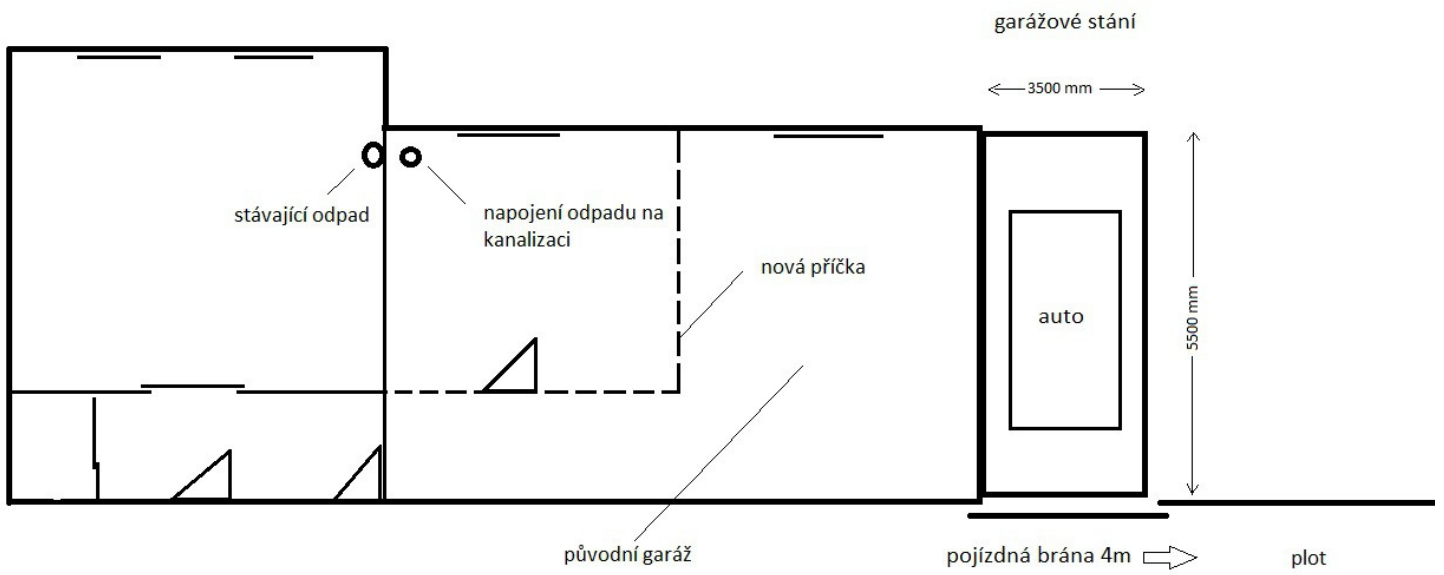 garážové stání
3500 mm
stávající odpad
napojení odpadu na
kanalizaci
nová příčka
auto
5500 mm
původní garáž
pojízdná brána 4m
plot